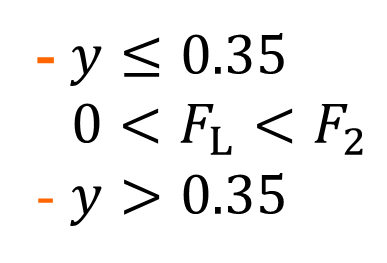 - y ≤ 0.35
0 < F_L < F_2
- y > 0.35